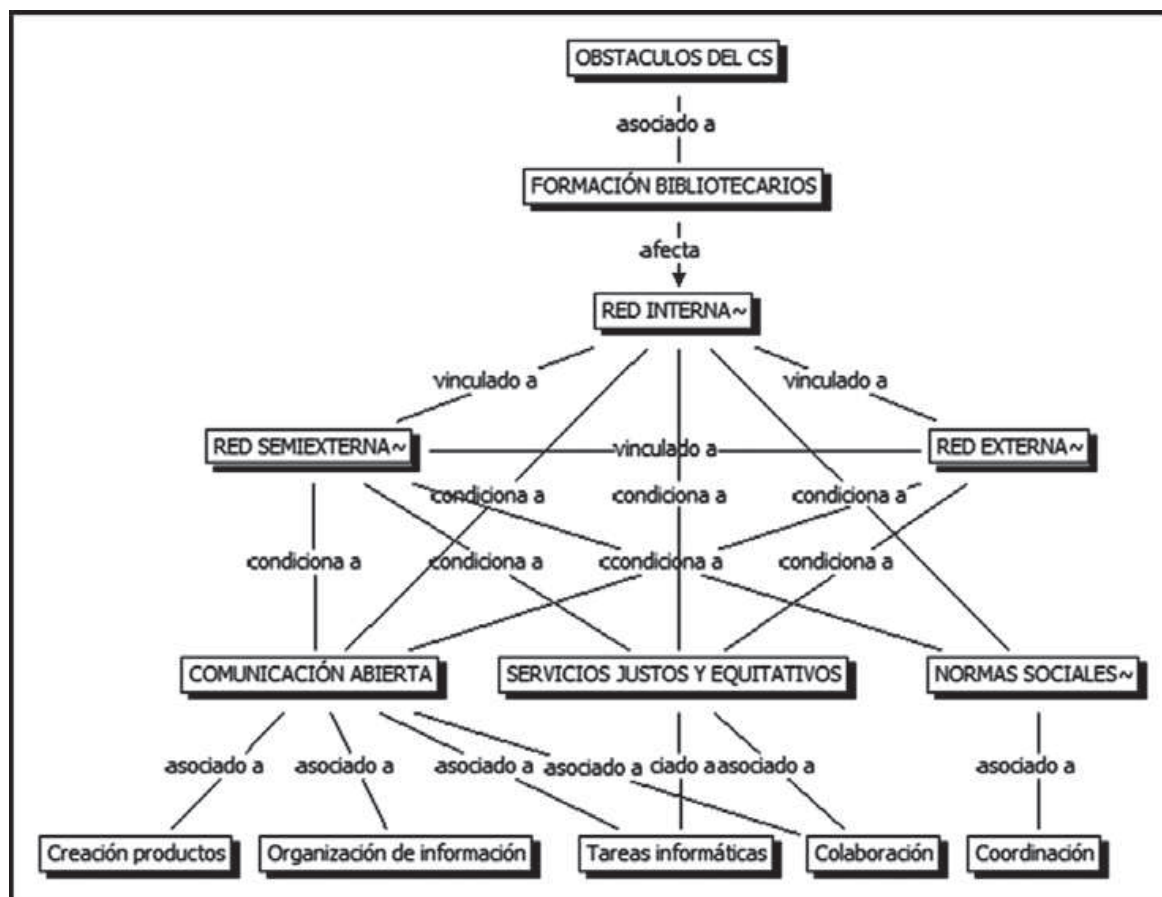 OBSTACULOS DEL CS
asociado a
FORMACIÓN BIBLIOTECARIOS
afecta
RED INTERNA~
vinculado a
vinculado a
RED SEMIEXTERNA~
vinculado a
RED EXTERNA~
condiciona a
condiciona a
condiciona a
condiciona a
condiciona a
ccondiciona a
condiciona a
COMUNICACIÓN ABIERTA
SERVICIOS JUSTOS Y EQUITATIVOS
NORMAS SOCIALES~
asociado a
asociado a
asociado a
asociado a
ciado a
asociado a
asociado a
Creación productos
Organización de información
Tareas informáticas
Colaboración
Coordinación